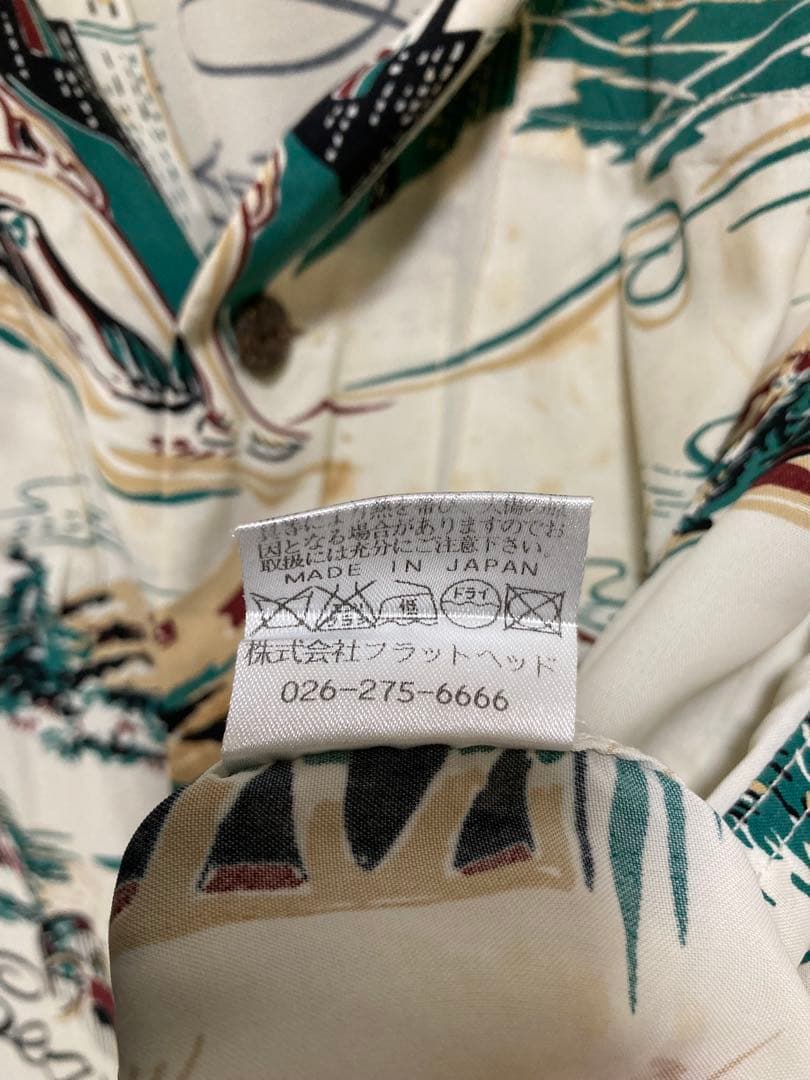 因となる場合がありますのでお
取扱には充分にご注意下さい。
MADE IN JAPAN
低 ドライ
株式会社フラットヘッド
026-275-6666